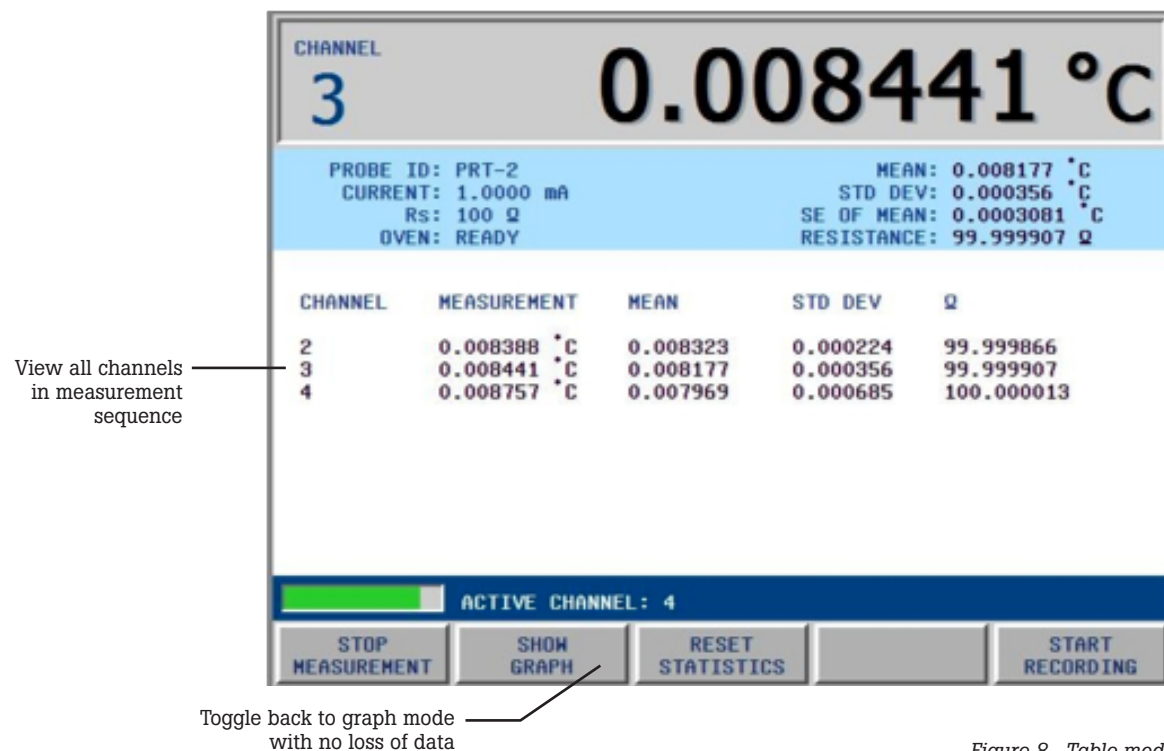 CHANNEL
3
0.008441 °C
PROBE ID: PRT-2
CURRENT: 1.0000 mA
Rs: 100 Ω
OVEN: READY
MEAN: 0.008177 °C
STD DEV: 0.000356 °C
SE OF MEAN: 0.0003081 °C
RESISTANCE: 99.999907 Ω
CHANNEL MEASUREMENT MEAN STD DEV Ω
2 0.008388 °C 0.008323 0.000224 99.999866
3 0.008441 °C 0.008177 0.000356 99.999907
4 0.008757 °C 0.007969 0.000685 100.000013
View all channels
in measurement
sequence
ACTIVE CHANNEL: 4
STOP
MEASUREMENT
SHOW
GRAPH
RESET
STATISTICS
START
RECORDING
Toggle back to graph mode
with no loss of data
Figure 8. Table